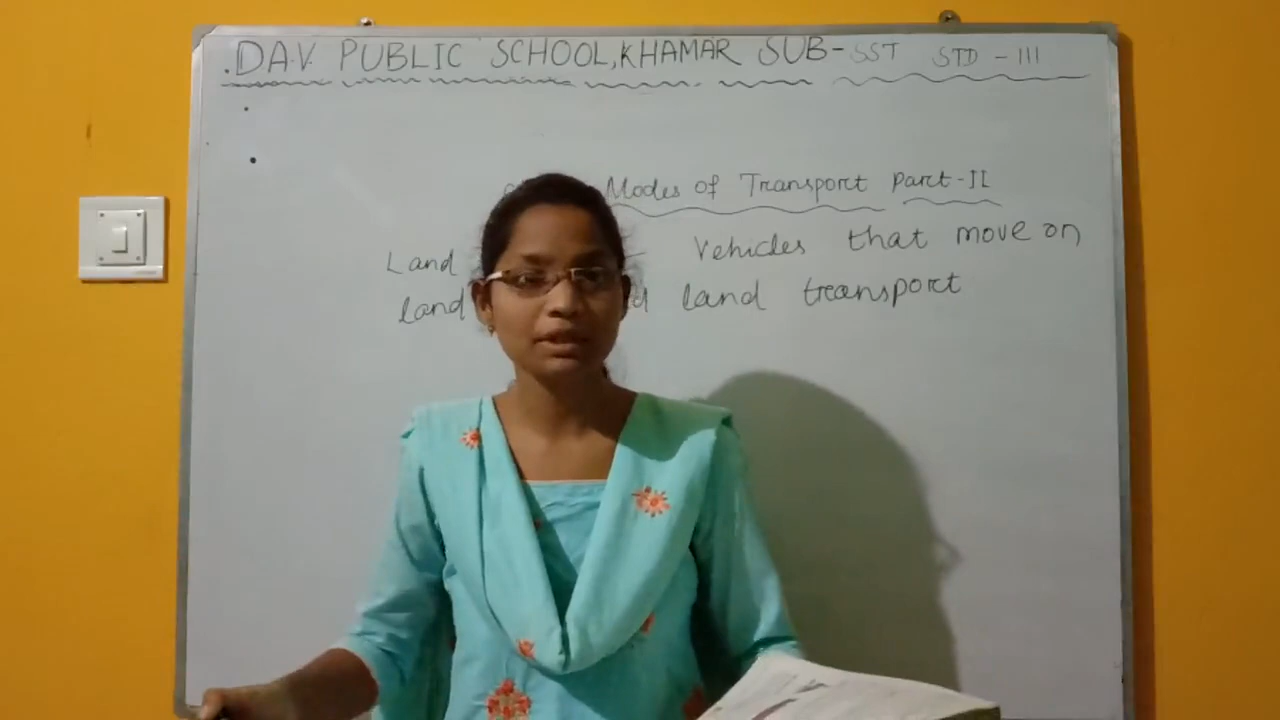 D.A.V. PUBLIC SCHOOL, KHAMAR SUB-SST STD-III
Modes of Transport Part-II
Land - Vehicles that move on
land land transport